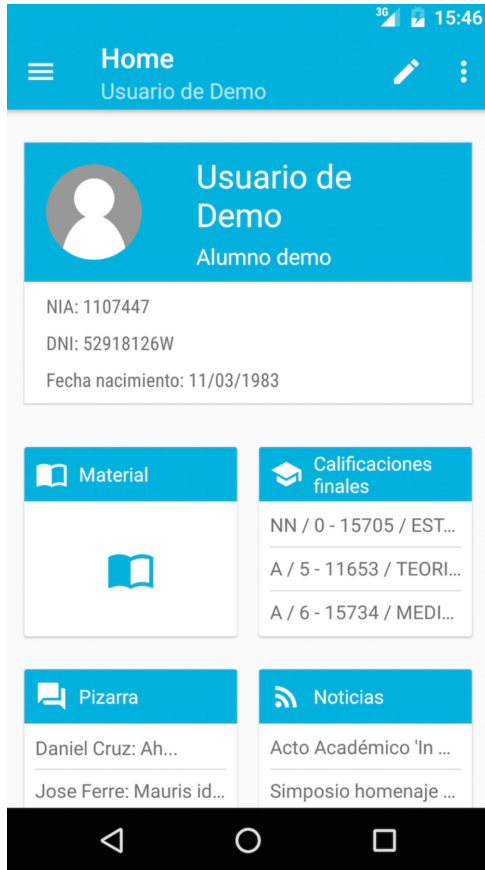 3G 15:46
Home
Usuario de Demo
Usuario de
Demo
Alumno demo
NIA: 1107447
DNI: 52918126W
Fecha nacimiento: 11/03/1983
Material
Calificaciones
finales
NN / 0 - 15705 / EST...
A / 5 - 11653 / TEORI...
A / 6 - 15734 / MEDI...
Pizarra
Daniel Cruz: Ah...
Jose Ferre: Mauris id...
Noticias
Acto Académico 'In ...
Simposio homenaje ...